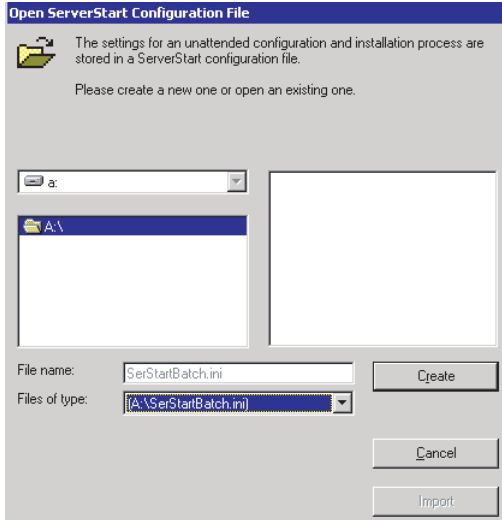 Open ServerStart Configuration File
The settings for an unattended configuration and installation process are
stored in a ServerStart configuration file.
Please create a new one or open an existing one.
a:
A:\
File name:
SerStartBatch.ini
Create
Files of type:
(A:\SerStartBatch.ini)
Cancel
Import